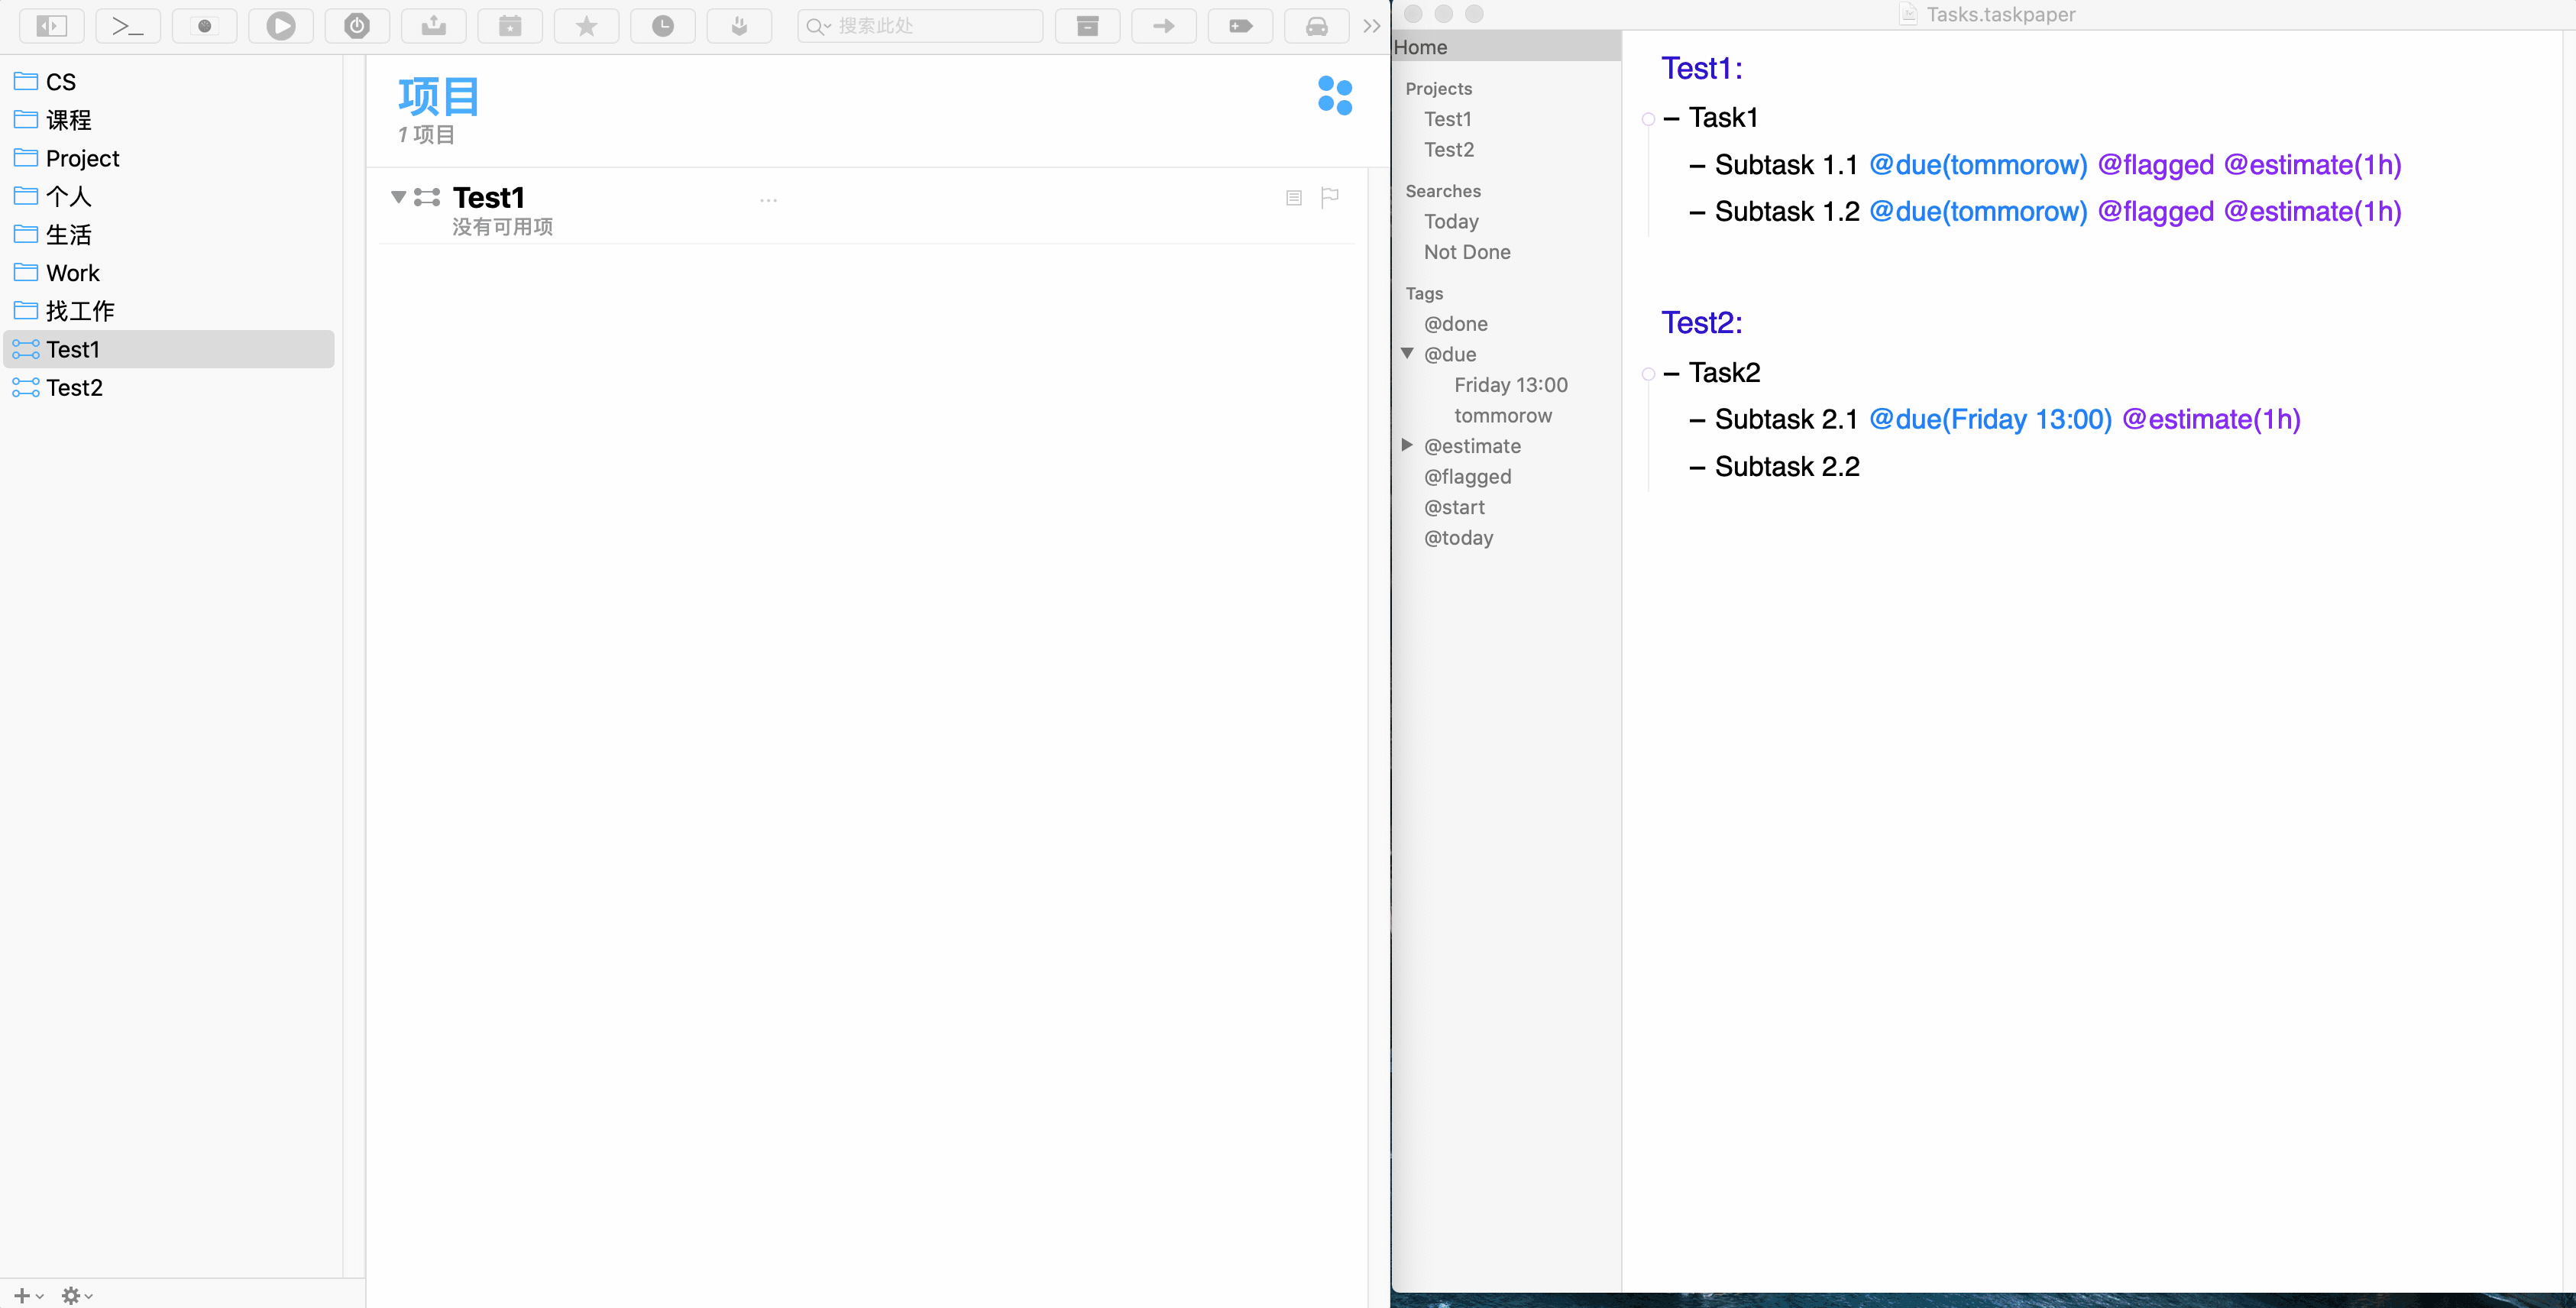 搜索此处
CS
课程
Project
个人
生活
Work
找工作
Test1
Test2
项目
1 项目
Test1
...
没有可用项
Tasks.taskpaper
Home
Projects
Test1
Test2
Searches
Today
Not Done
Tags
@done
@due
Friday 13:00
tommorow
@estimate
@flagged
@start
@today
Test1:
– Task1
– Subtask 1.1 @due(tommorow) @flagged @estimate(1h)
– Subtask 1.2 @due(tommorow) @flagged @estimate(1h)
Test2:
– Task2
– Subtask 2.1 @due(Friday 13:00) @estimate(1h)
– Subtask 2.2